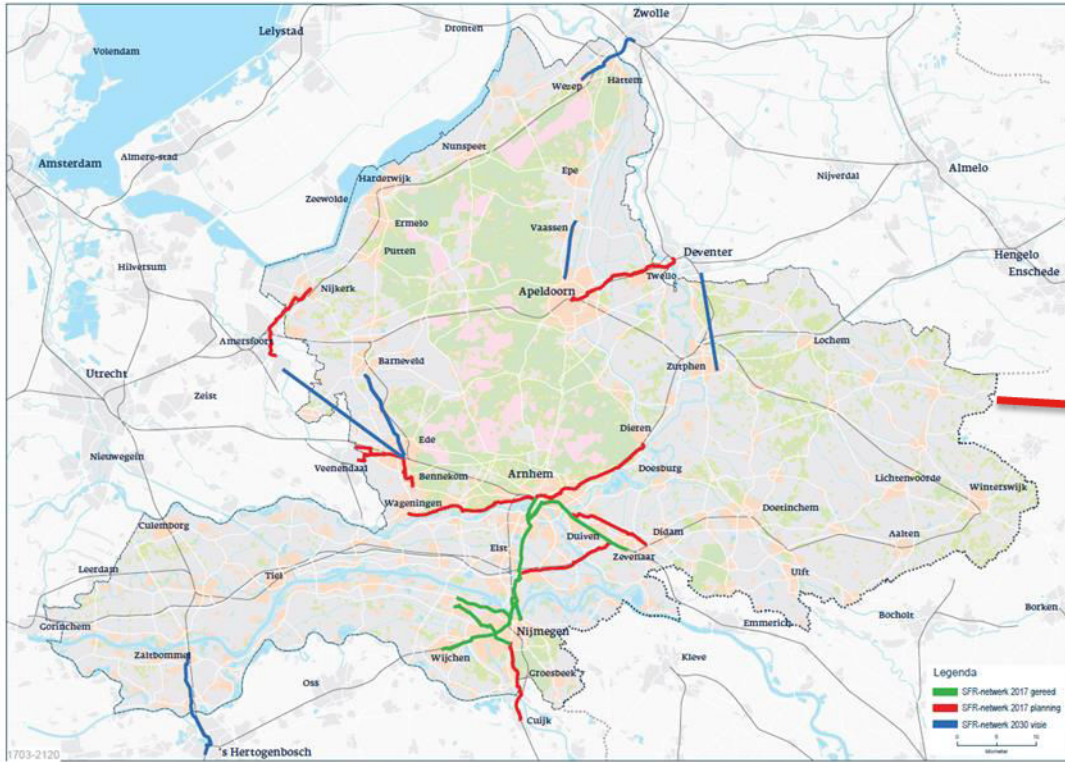 Zwolle
Lelystad
Dronten
Volendam
Hattem
Wezep
Amsterdam
Almere-stad
Nunspeet
Epe
Almelo
Nijverdal
Harderwijk
Zeewolde
Ermelo
Vaassen
Putten
Deventer
Hengelo
Enschede
Hilversum
Twello
Nijkerk
Apeldoorn
Amersfoort
Lochem
Barneveld
Zutphen
Utrecht
Zeist
Dieren
Ede
Nieuwegein
Veenendaal
Bennekom
Arnhem
Doesburg
Lichtenvoorde
Winterswijk
Wageningen
Doetinchem
Culemborg
Duiven
Didam
Aalten
Elst
Zevenaar
Leerdam
Tiel
Ulft
Gorinchem
Bocholt
Borken
Emmerich
Nijmegen
Zaltbommel
Wijchen
Kleve
Groesbeek
Oss
Cuijk
's Hertogenbosch
Legenda
SFR-netwerk 2017 gereed
SFR-netwerk 2017 planning
SFR-netwerk 2030 visie
0 5 10
kilometer
1703-2120